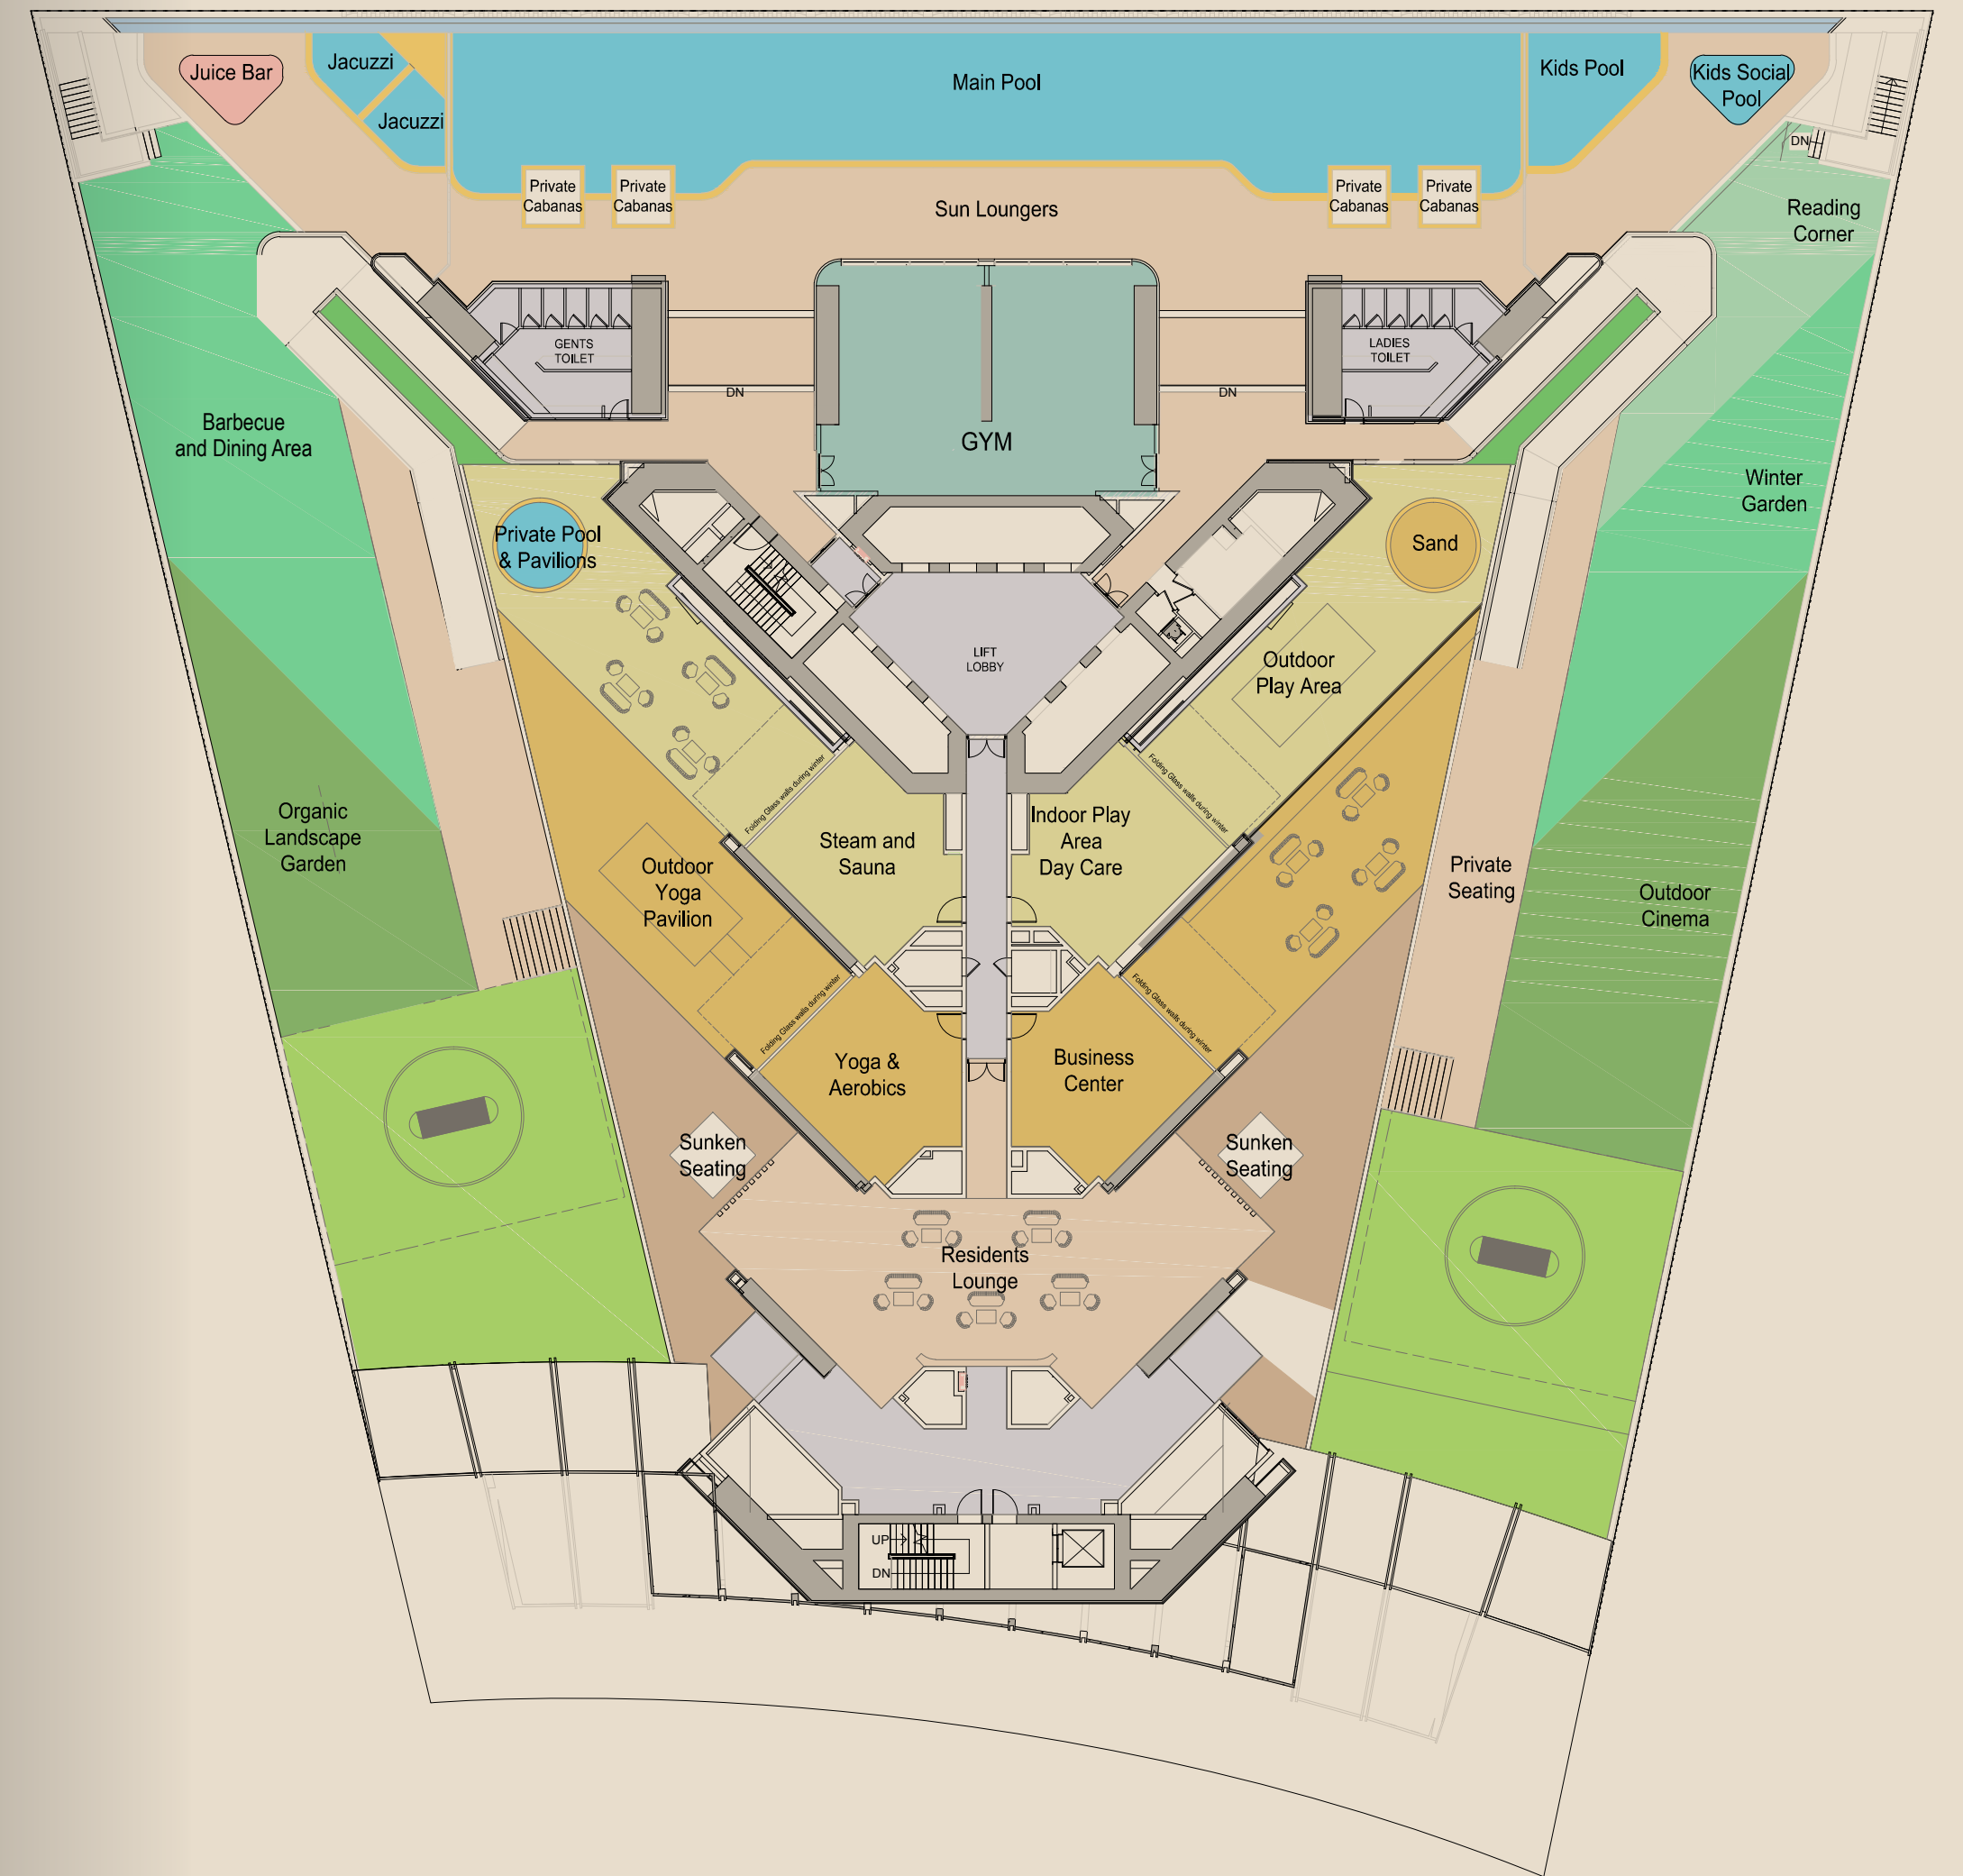 Juice Bar
Jacuzzi
Jacuzzi
Main Pool
Kids Pool
Kids Social
Pool
Private
Cabanas
Private
Cabanas
Sun Loungers
Private
Cabanas
Private
Cabanas
DN
Reading
Corner
GENTS
TOILET
LADIES
TOILET
DN
DN
GYM
Barbecue
and Dining Area
Winter
Garden
Private Pool
& Pavilions
Sand
LIFT
LOBBY
Outdoor
Play Area
Folding Glass walls during winter
Folding Glass walls during winter
Organic
Landscape
Garden
Steam and
Sauna
Indoor Play
Area
Day Care
Outdoor
Yoga
Pavilion
Private
Seating
Outdoor
Cinema
Folding Glass walls during winter
Folding Glass walls during winter
Yoga &
Aerobics
Business
Center
Sunken
Seating
Sunken
Seating
Residents
Lounge
UP
DN